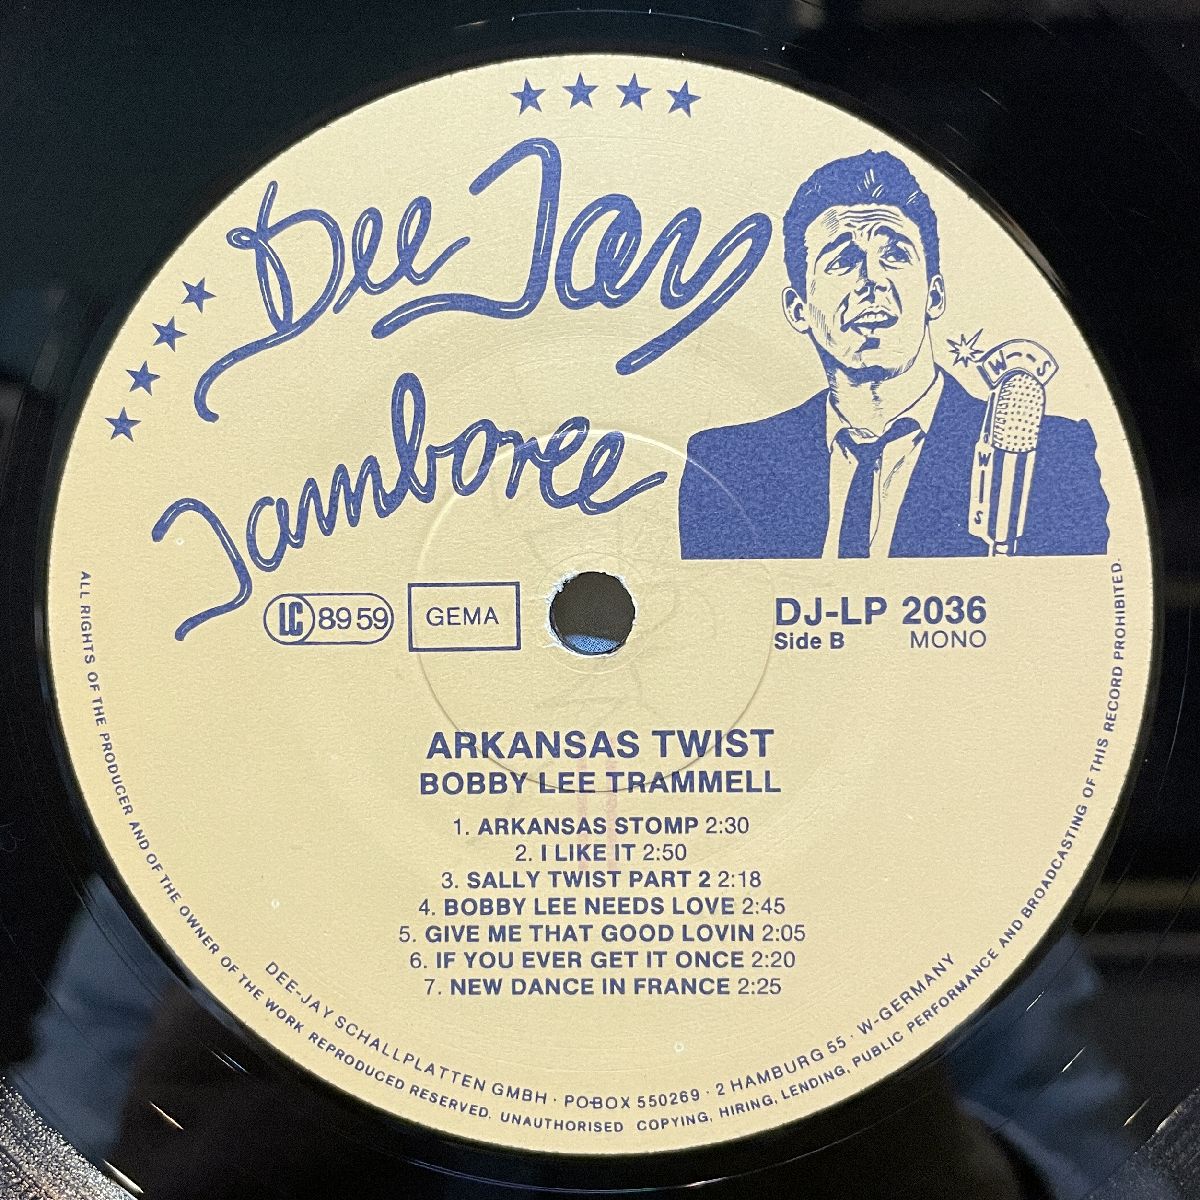 Dee Jay
Jamboree
W--S
WIS
LC 89 59
GEMA
DJ-LP 2036
Side B MONO
ARKANSAS TWIST
BOBBY LEE TRAMMELL
1. ARKANSAS STOMP 2:30
2. I LIKE IT 2:50
3. SALLY TWIST PART 2 2:18
4. BOBBY LEE NEEDS LOVE 2:45
5. GIVE ME THAT GOOD LOVIN 2:05
6. IF YOU EVER GET IT ONCE 2:20
7. NEW DANCE IN FRANCE 2:25
DEE-JAY SCHALLPLATTEN GMBH · PO-BOX 550269 · 2 HAMBURG 55 · W-GERMANY
ALL RIGHTS OF THE PRODUCER AND OF THE OWNER OF THE WORK REPRODUCED RESERVED. UNAUTHORISED COPYING, HIRING, LENDING, PUBLIC PERFORMANCE AND BROADCASTING OF THIS RECORD PROHIBITED.